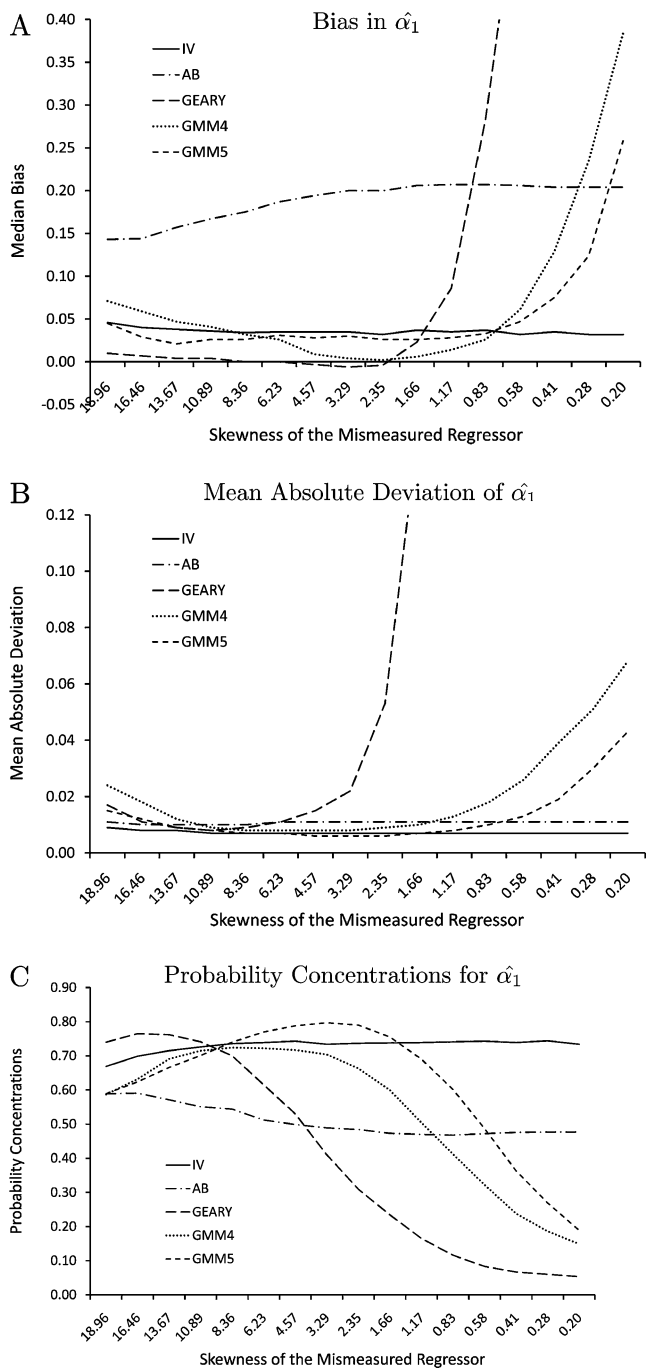 A
Bias in α̂₁
0.40
0.35
0.30
0.25
0.20
0.15
0.10
0.05
0.00
-0.05
Median Bias
IV
AB
GEARY
GMM4
GMM5
18.96 16.46 13.67 10.89 8.36 6.23 4.57 3.29 2.35 1.66 1.17 0.83 0.58 0.41 0.28 0.20
Skewness of the Mismeasured Regressor
B
Mean Absolute Deviation of α̂₁
0.12
0.10
0.08
0.06
0.04
0.02
0.00
Mean Absolute Deviation
IV
AB
GEARY
GMM4
GMM5
18.96 16.46 13.67 10.89 8.36 6.23 4.57 3.29 2.35 1.66 1.17 0.83 0.58 0.41 0.28 0.20
Skewness of the Mismeasured Regressor
C
Probability Concentrations for α̂₁
0.90
0.80
0.70
0.60
0.50
0.40
0.30
0.20
0.10
0.00
Probability Concentrations
IV
AB
GEARY
GMM4
GMM5
18.96 16.46 13.67 10.89 8.36 6.23 4.57 3.29 2.35 1.66 1.17 0.83 0.58 0.41 0.28 0.20
Skewness of the Mismeasured Regressor